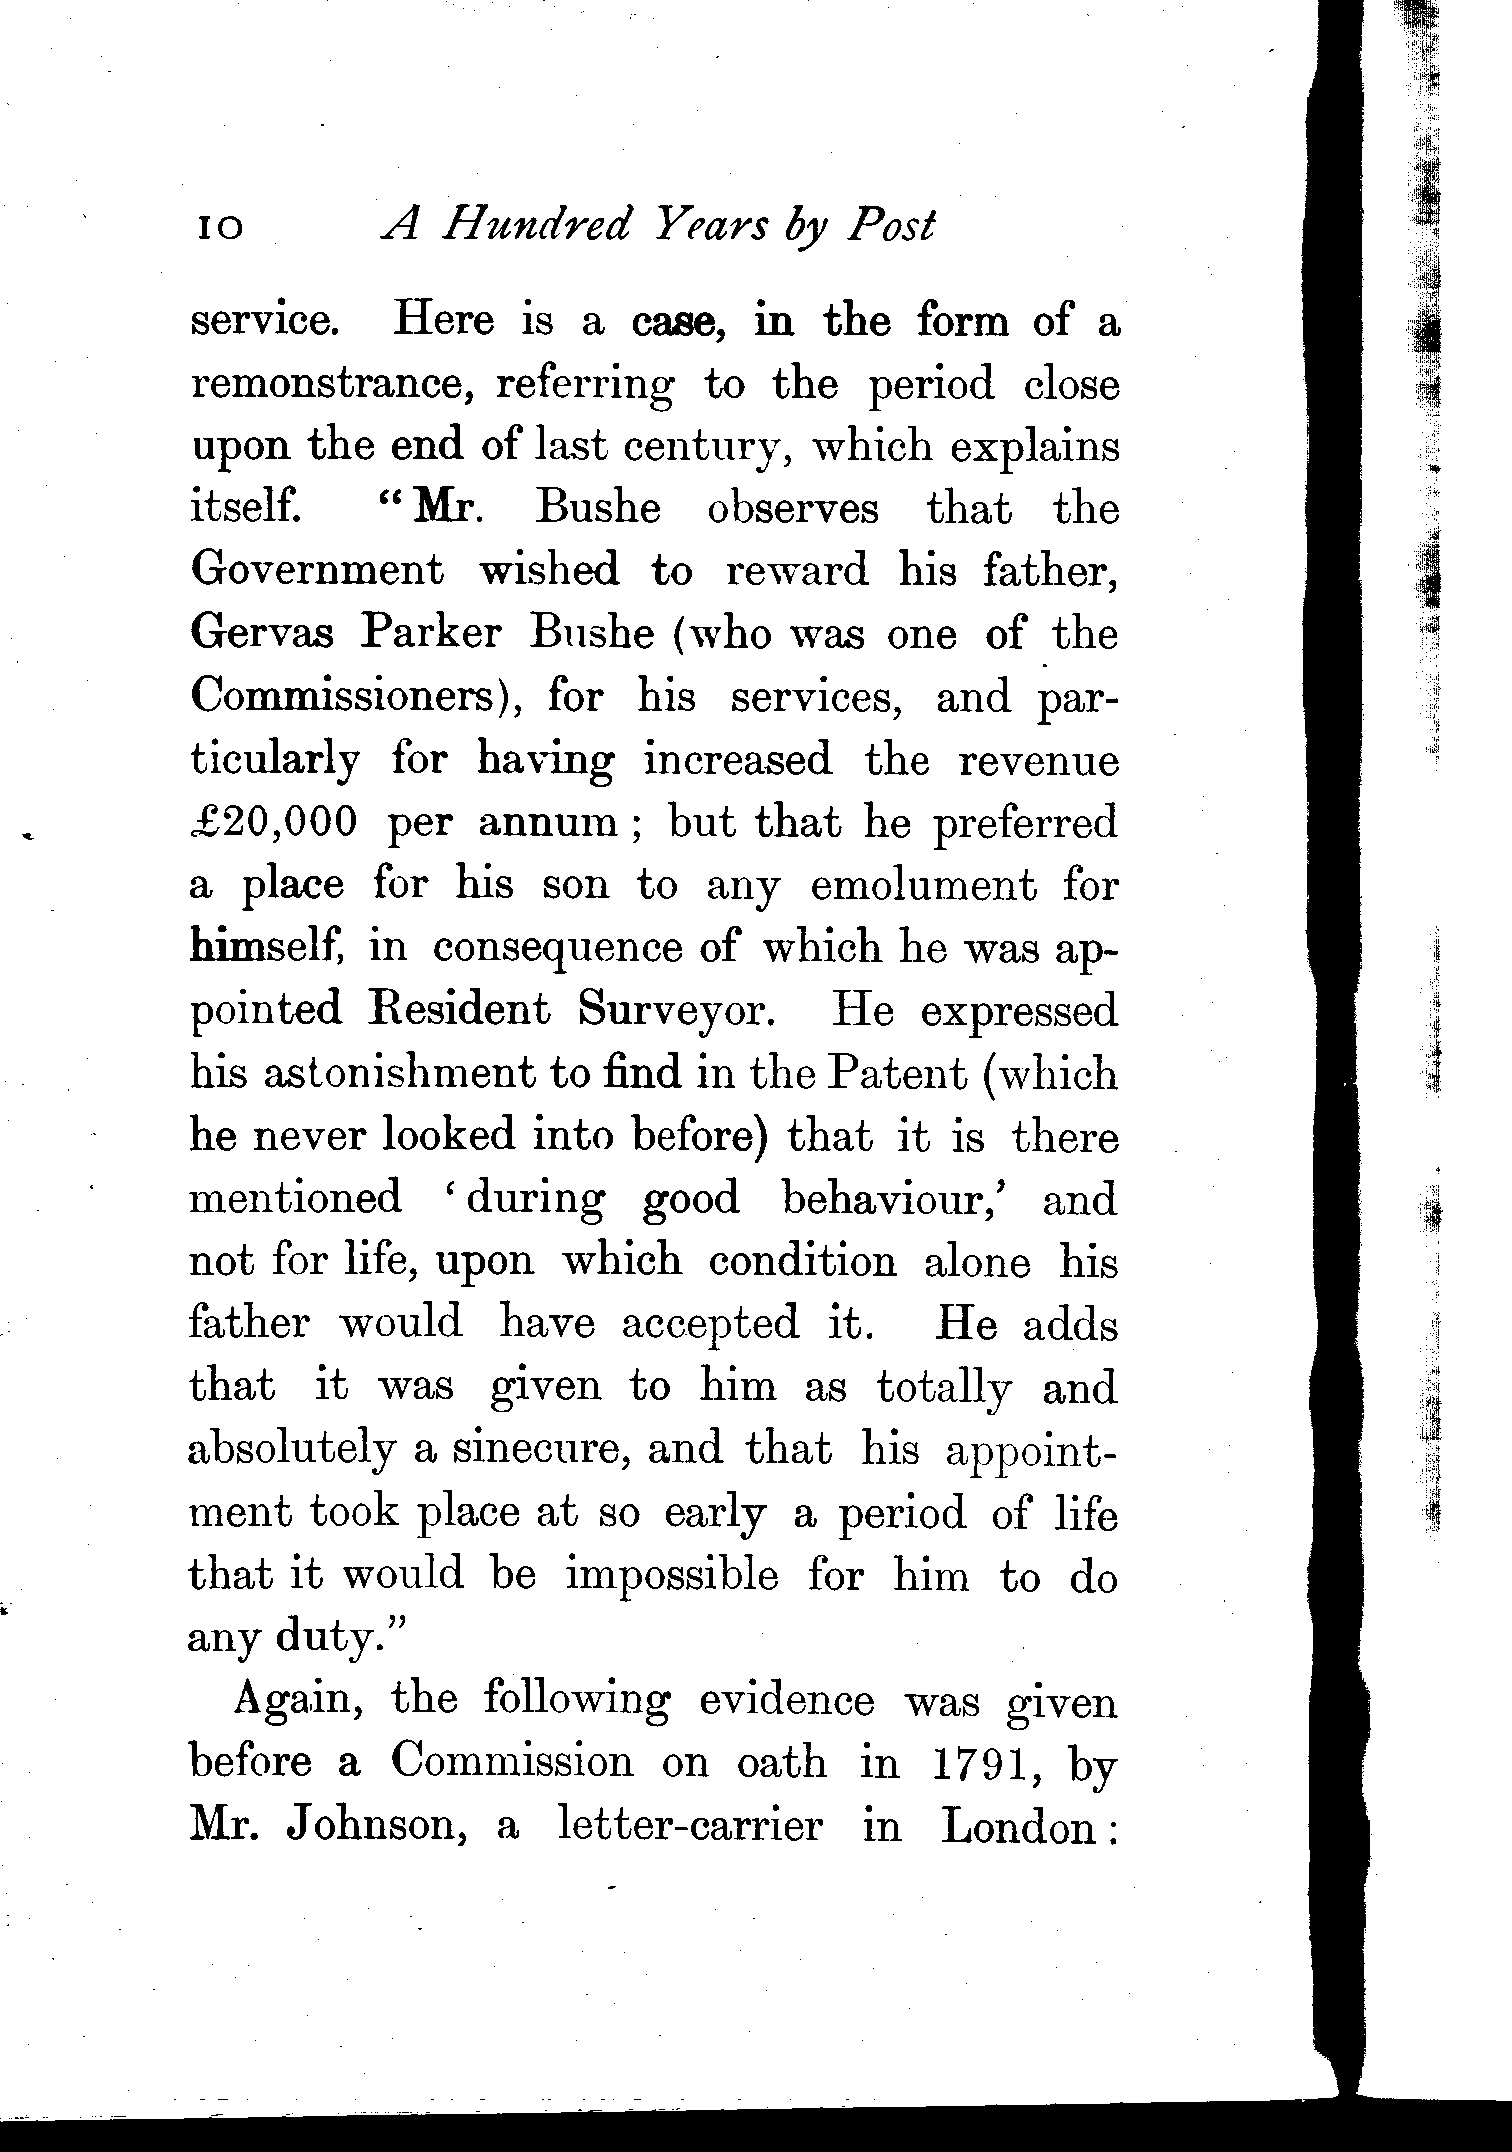 10 A Hundred Years by Post
service. Here is a case, in the form of a
remonstrance, referring to the period close
upon the end of last century, which explains
itself. “Mr. Bushe observes that the
Government wished to reward his father,
Gervas Parker Bushe (who was one of the
Commissioners), for his services, and par-
ticularly for having increased the revenue
£20,000 per annum; but that he preferred
a place for his son to any emolument for
himself, in consequence of which he was ap-
pointed Resident Surveyor. He expressed
his astonishment to find in the Patent (which
he never looked into before) that it is there
mentioned ‘during good behaviour,’ and
not for life, upon which condition alone his
father would have accepted it. He adds
that it was given to him as totally and
absolutely a sinecure, and that his appoint-
ment took place at so early a period of life
that it would be impossible for him to do
any duty.”
Again, the following evidence was given
before a Commission on oath in 1791, by
Mr. Johnson, a letter-carrier in London: